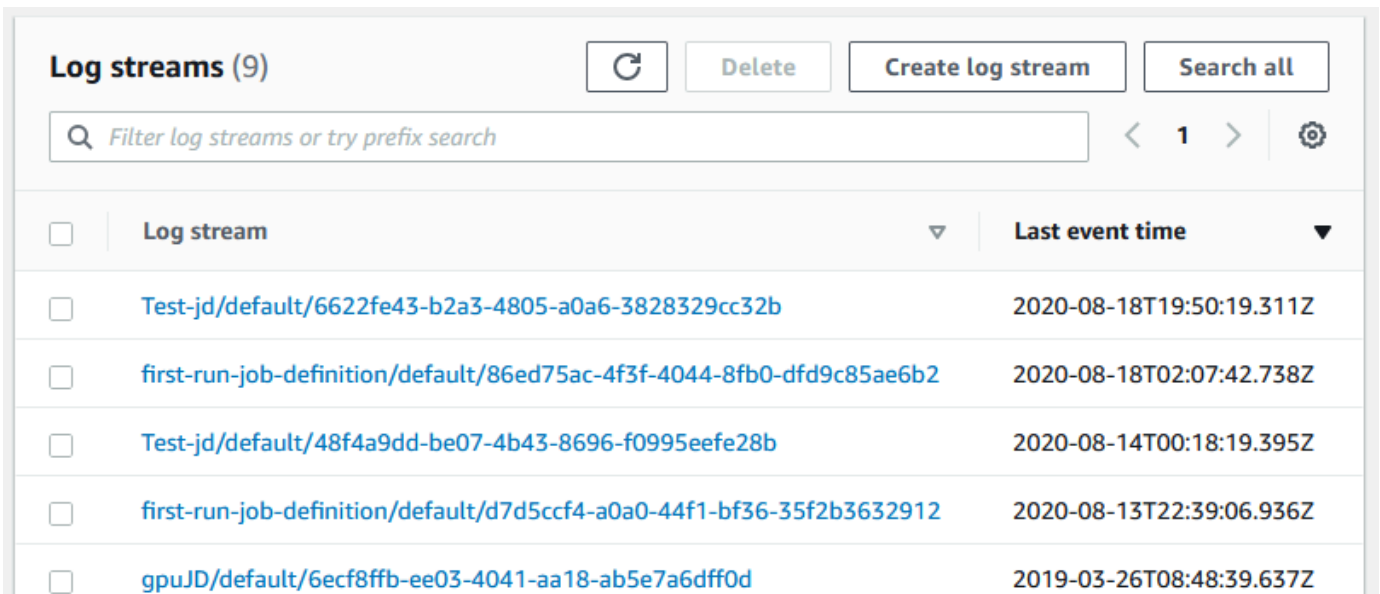 Log streams (9) Delete Create log stream Search all
Filter log streams or try prefix search 1
Log stream Last event time
Test-jd/default/6622fe43-b2a3-4805-a0a6-3828329cc32b 2020-08-18T19:50:19.311Z
first-run-job-definition/default/86ed75ac-4f3f-4044-8fb0-dfd9c85ae6b2 2020-08-18T02:07:42.738Z
Test-jd/default/48f4a9dd-be07-4b43-8696-f0995eefe28b 2020-08-14T00:18:19.395Z
first-run-job-definition/default/d7d5ccf4-a0a0-44f1-bf36-35f2b3632912 2020-08-13T22:39:06.936Z
gpuJD/default/6ecf8ffb-ee03-4041-aa18-ab5e7a6dff0d 2019-03-26T08:48:39.637Z